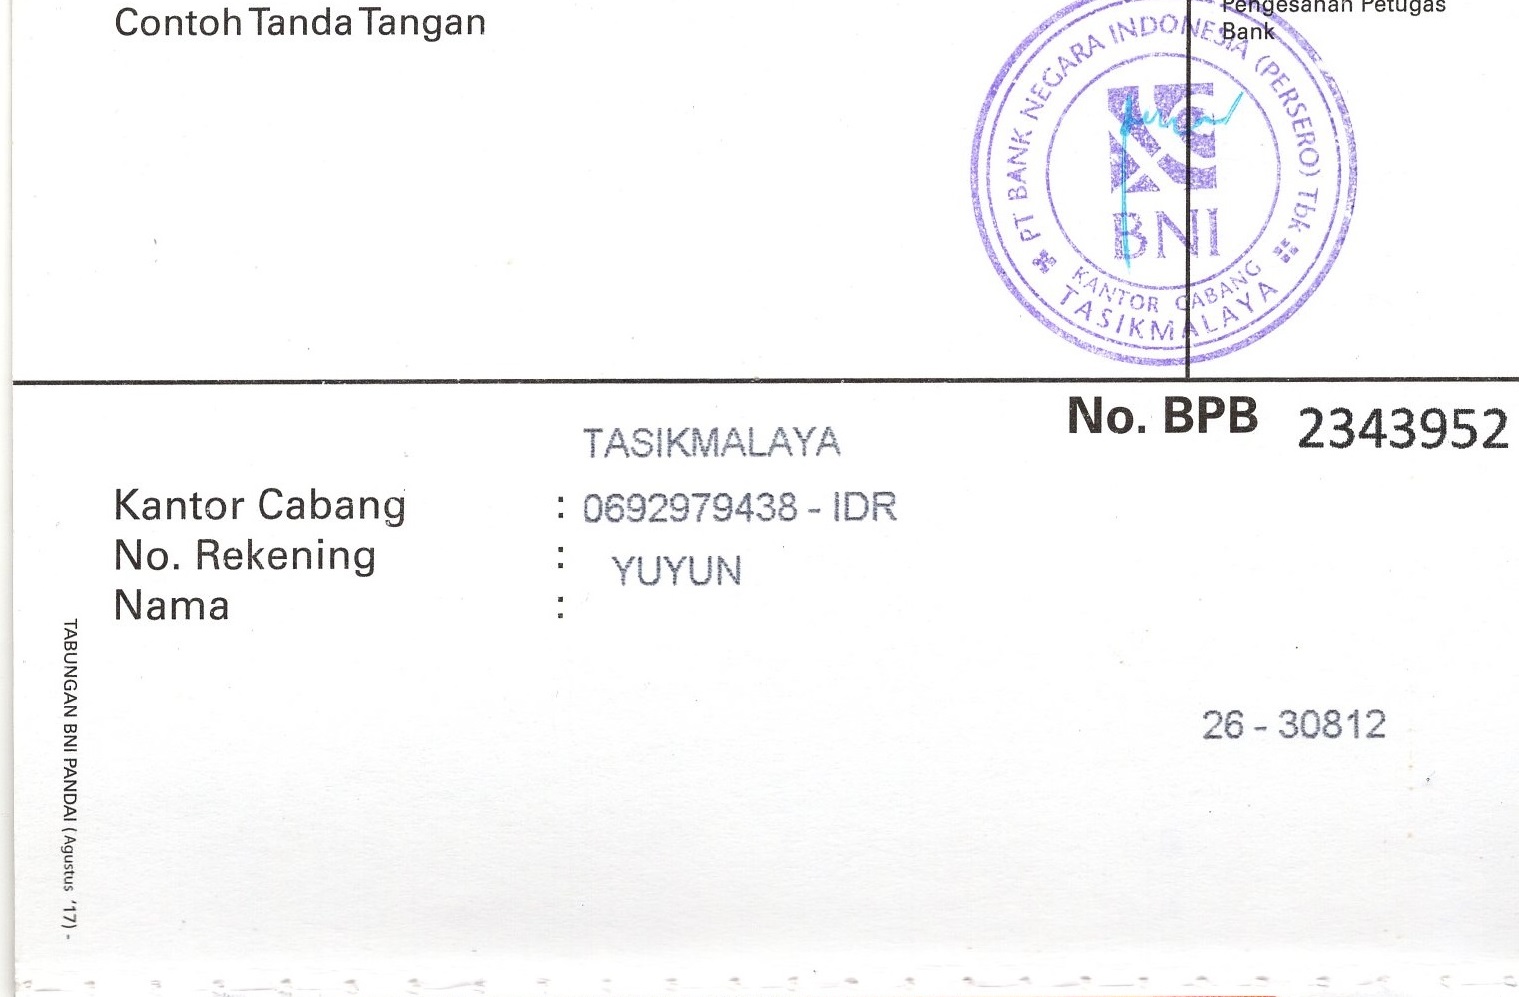 Contoh Tanda Tangan
Pengesahan Petugas
Bank
PT BANK NEGARA INDONESIA (PERSERO) Tbk
BNI
KANTOR CABANG
TASIKMALAYA
No. BPB 2343952
TASIKMALAYA
Kantor Cabang : 0692979438 - IDR
No. Rekening :
YUYUN
Nama :
26 - 30812
TABUNGAN BNI PANDAI (Agustus '17) -